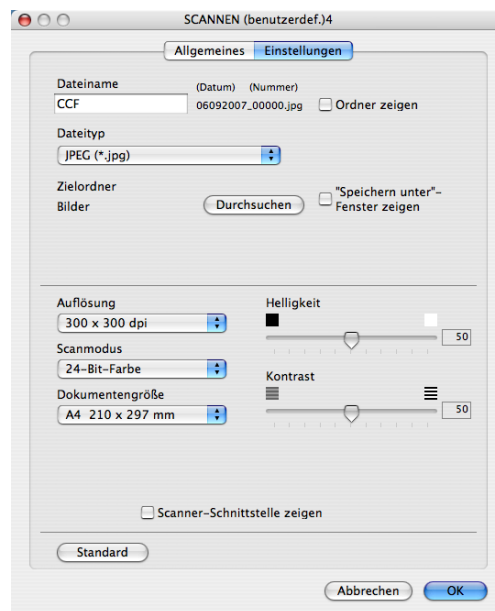 SCANNEN (benutzerdef.)4
Allgemeines Einstellungen
Dateiname (Datum) (Nummer)
CCF 06092007_00000.jpg Ordner zeigen
Dateityp
JPEG (*.jpg)
Zielordner
Bilder Durchsuchen "Speichern unter"-
Fenster zeigen
Auflösung Helligkeit
300 x 300 dpi
50
Scanmodus
24-Bit-Farbe Kontrast
Dokumentengröße
A4 210 x 297 mm 50
Scanner-Schnittstelle zeigen
Standard
Abbrechen OK